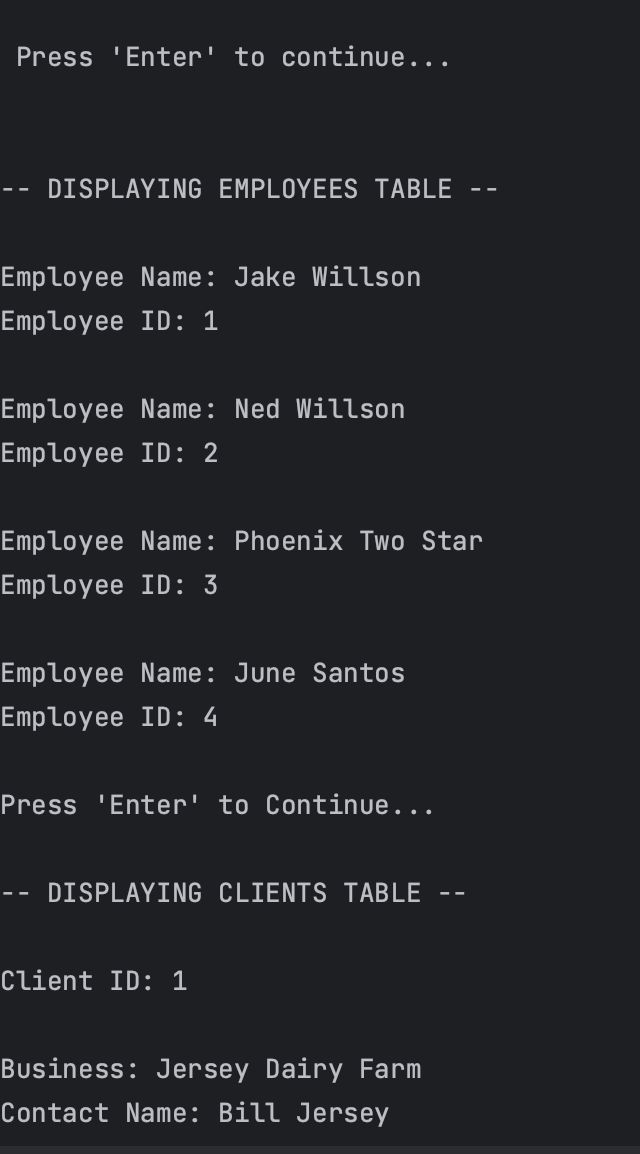 Press 'Enter' to continue...
-- DISPLAYING EMPLOYEES TABLE --
Employee Name: Jake Willson
Employee ID: 1
Employee Name: Ned Willson
Employee ID: 2
Employee Name: Phoenix Two Star
Employee ID: 3
Employee Name: June Santos
Employee ID: 4
Press 'Enter' to Continue...
-- DISPLAYING CLIENTS TABLE --
Client ID: 1
Business: Jersey Dairy Farm
Contact Name: Bill Jersey